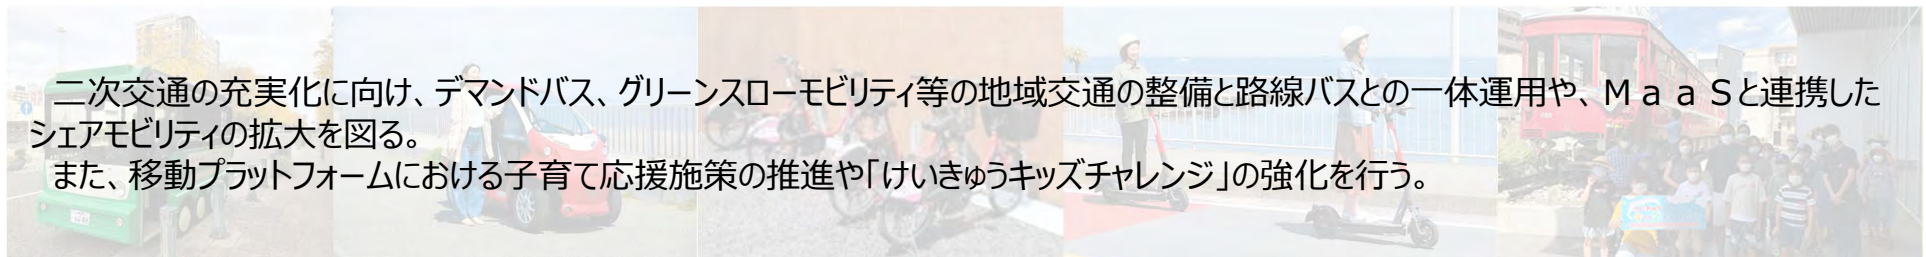 二次交通の充実化に向け、デマンドバス、グリーンスローモビリティ等の地域交通の整備と路線バスとの一体運用や、ＭａａＳと連携した
シェアモビリティの拡大を図る。
また、移動プラットフォームにおける子育て応援施策の推進や「けいきゅうキッズチャレンジ」の強化を行う。